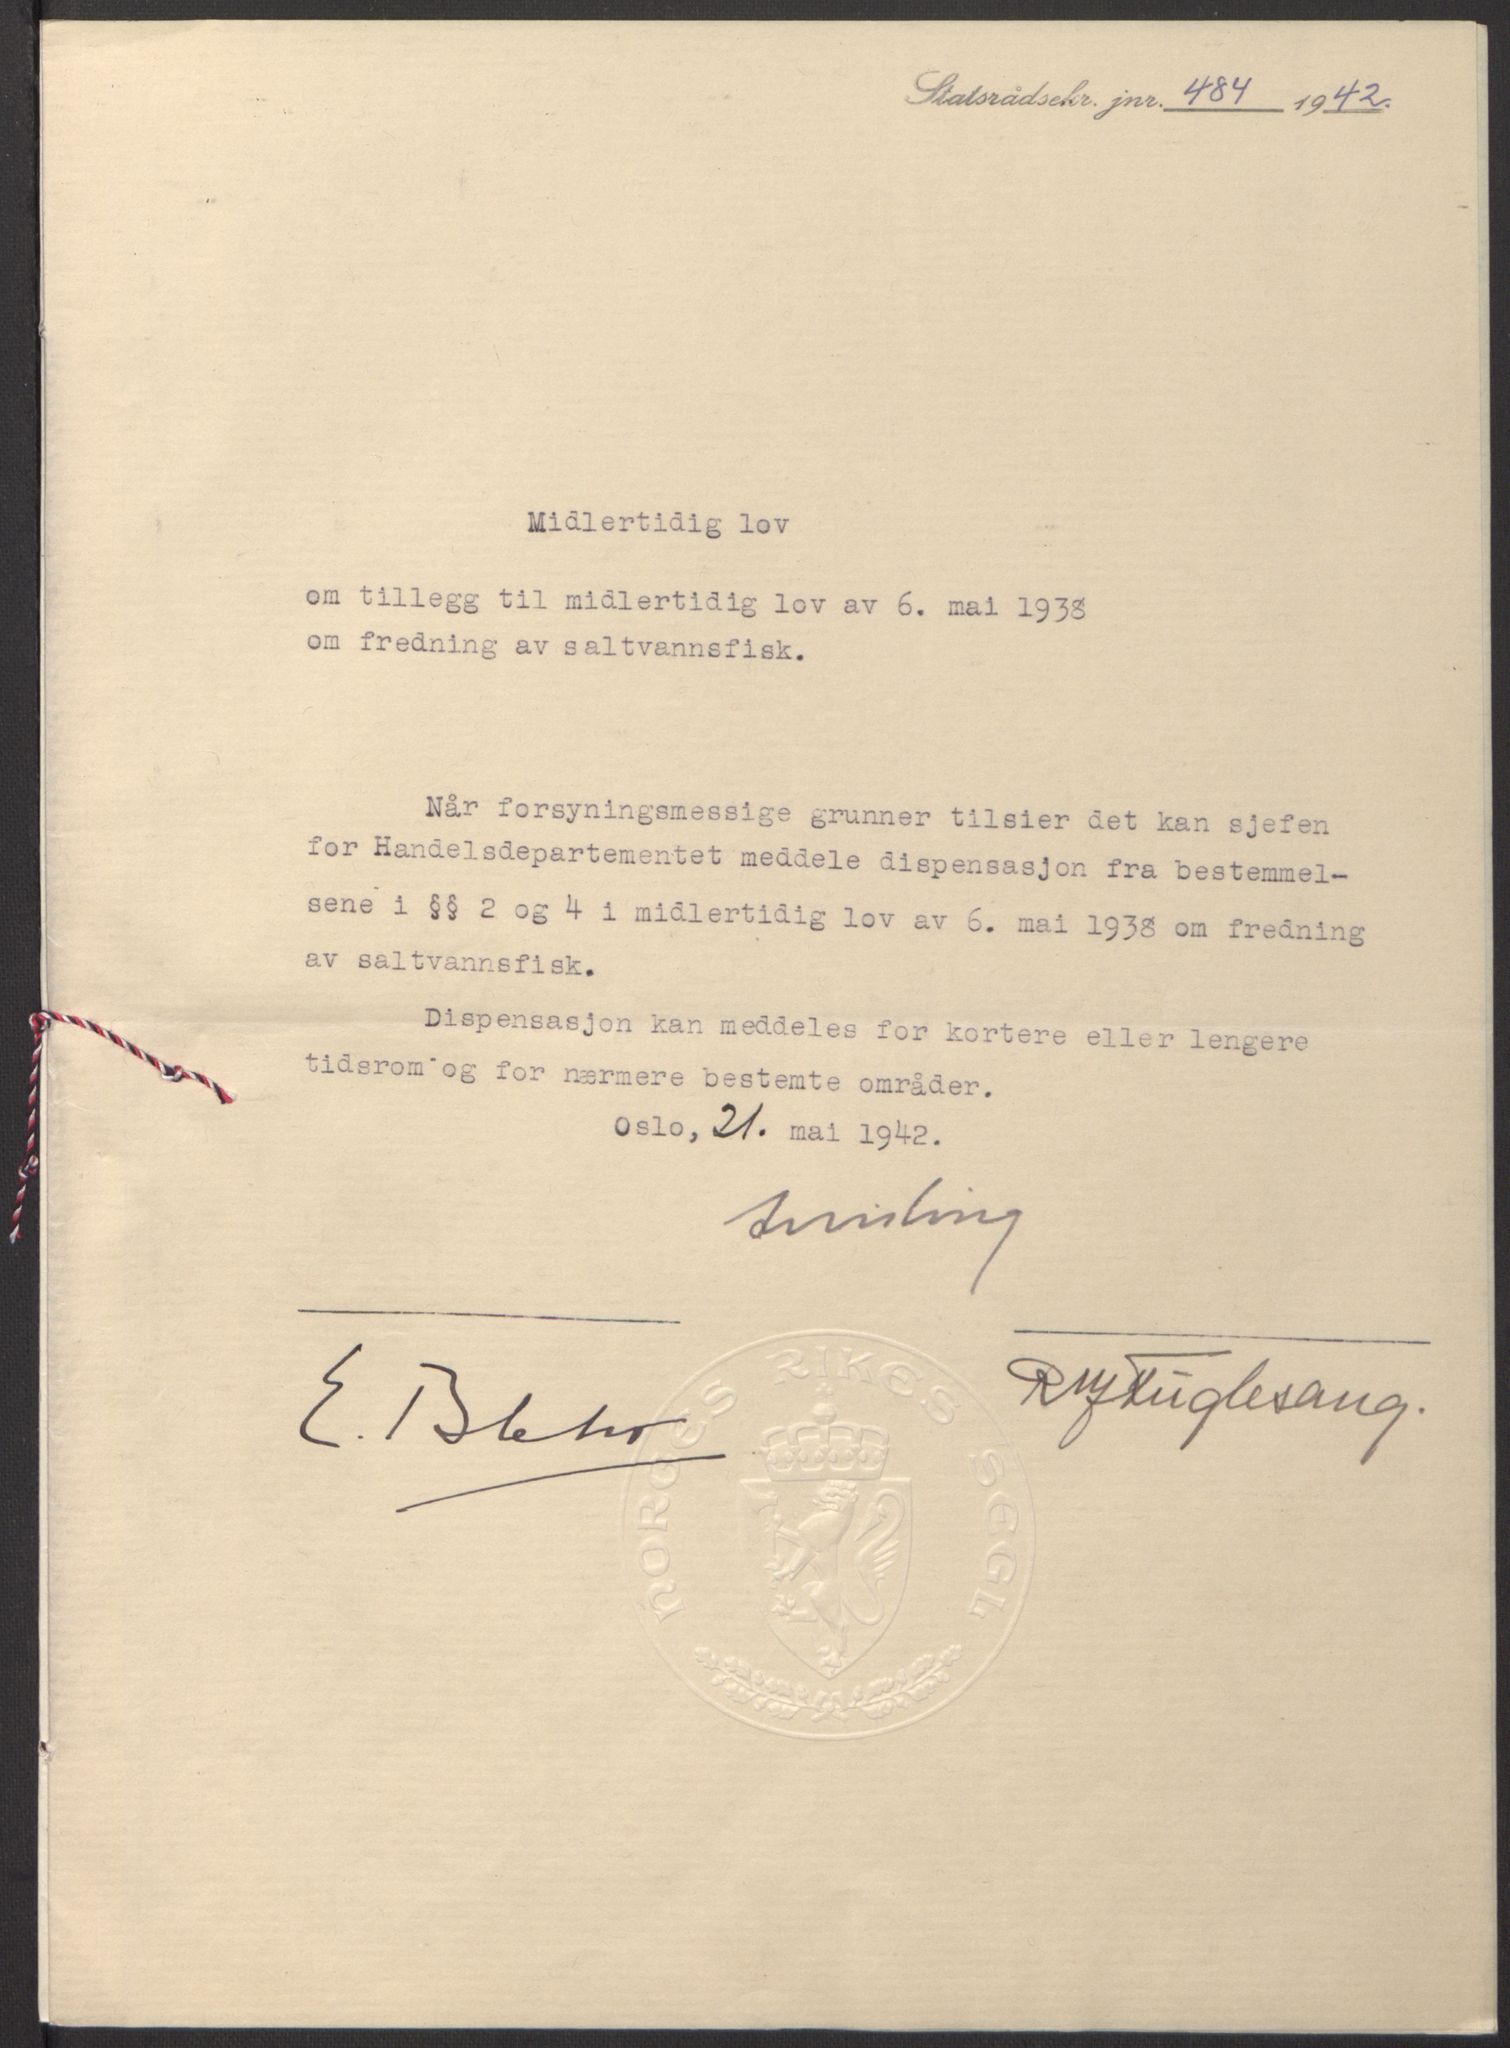 Statsrådsekr. jnr. 484 1942.
Midlertidig lov
om tillegg til midlertidig lov av 6. mai 1938
om fredning av saltvannsfisk.
Når forsyningsmessige grunner tilsier det kan sjefen
for Handelsdepartementet meddele dispensasjon fra bestemmel-
sene i §§ 2 og 4 i midlertidig lov av 6. mai 1938 om fredning
av saltvannsfisk.
Dispensasjon kan meddeles for kortere eller lengere
tidsrom og for nærmere bestemte områder.
Oslo, 21. mai 1942.
Quisling
E. Blehr
R J Fuglesang.
NORGES RIKES SEGL